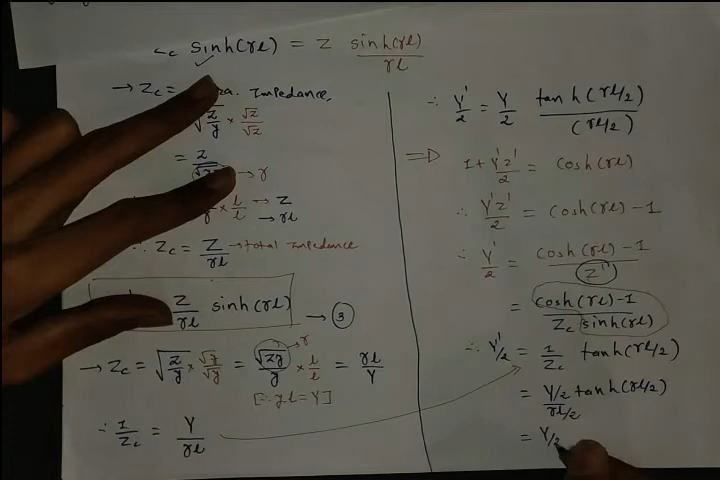 Zc sinh(γl) = Z sinh(γl)/γl
→ Zc = ra. Impedance,
√(z/y) × √z/√z
= z/√zy → γ
× l/l → Z
→ γl
∴ Zc = Z/γl → total Impedance
Z/γl sinh(γl) → ③
→ Zc = √(z/y) × √y/√y = √zy/y × l/l = γl/Y
γ
[∵ yl = Y]
∴ 1/Zc = Y/γl
∴ Y'/2 = Y/2 tanh(γl/2)/(γl/2)
⇒ 1 + Y'Z'/2 = cosh(γl)
∴ Y'Z'/2 = cosh(γl) - 1
∴ Y'/2 = cosh(γl) - 1/Z'
= cosh(γl) - 1/Zc sinh(γl)
∴ Y'/2 = 1/Zc tanh(γl/2)
= Y/2/γl/2 tanh(γl/2)
= Y/2